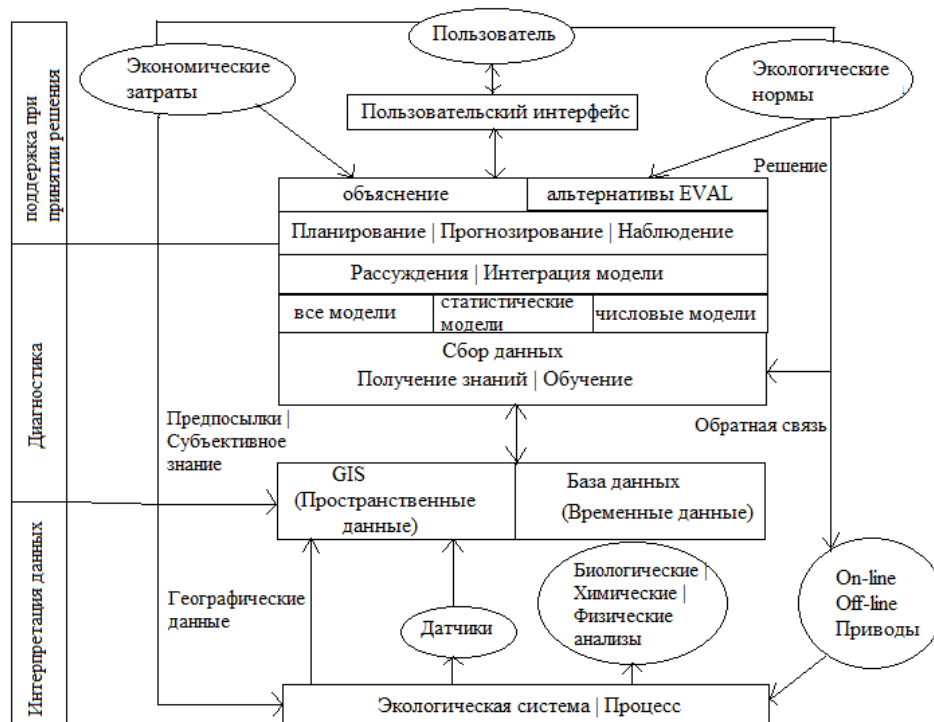 Пользователь
Экономические
затраты
Экологические
нормы
Пользовательский интерфейс
поддержка при
принятии решения
Решение
объяснение
альтернативы EVAL
Планирование | Прогнозирование | Наблюдение
Рассуждения | Интеграция модели
все модели
статистические
модели
числовые модели
Сбор данных
Получение знаний | Обучение
Диагностика
Предпосылки |
Субъективное
знание
Обратная связь
GIS
(Пространственные
данные)
База данных
(Временные данные)
Интерпретация данных
Географические
данные
Датчики
Биологические |
Химические |
Физические
анализы
On-line
Off-line
Приводы
Экологическая система | Процесс